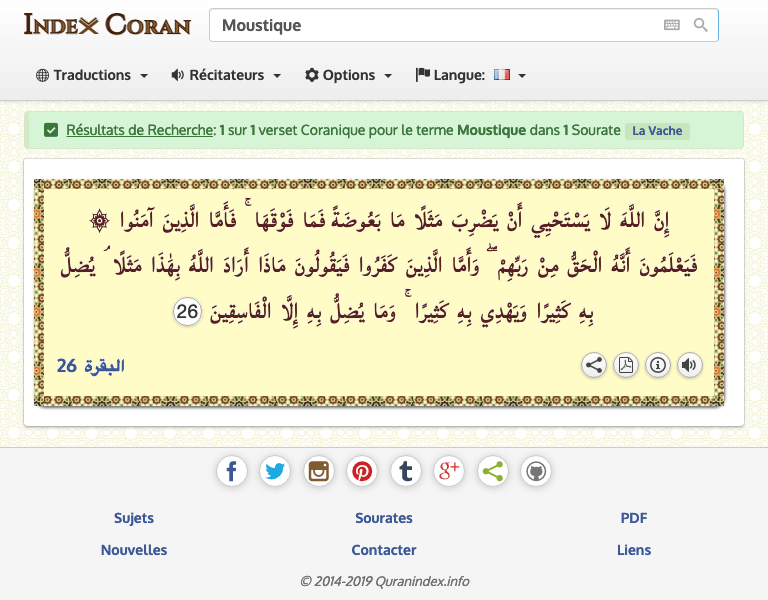 INDEX CORAN
Moustique
Traductions Récitateurs Options Langue:
Résultats de Recherche: 1 sur 1 verset Coranique pour le terme Moustique dans 1 Sourate La Vache
إِنَّ اللَّهَ لَا يَسْتَحْيِي أَنْ يَضْرِبَ مَثَلًا مَا بَعُوضَةً فَمَا فَوْقَهَا ۚ فَأَمَّا الَّذِينَ آمَنُوا ۞
فَيَعْلَمُونَ أَنَّهُ الْحَقُّ مِنْ رَبِّهِمْ ۖ وَأَمَّا الَّذِينَ كَفَرُوا فَيَقُولُونَ مَاذَا أَرَادَ اللَّهُ بِهَٰذَا مَثَلًا ۘ يُضِلُّ
بِهِ كَثِيرًا وَيَهْدِي بِهِ كَثِيرًا ۚ وَمَا يُضِلُّ بِهِ إِلَّا الْفَاسِقِينَ 26
البقرة 26
Sujets Sourates PDF
Nouvelles Contacter Liens
© 2014-2019 Quranindex.info